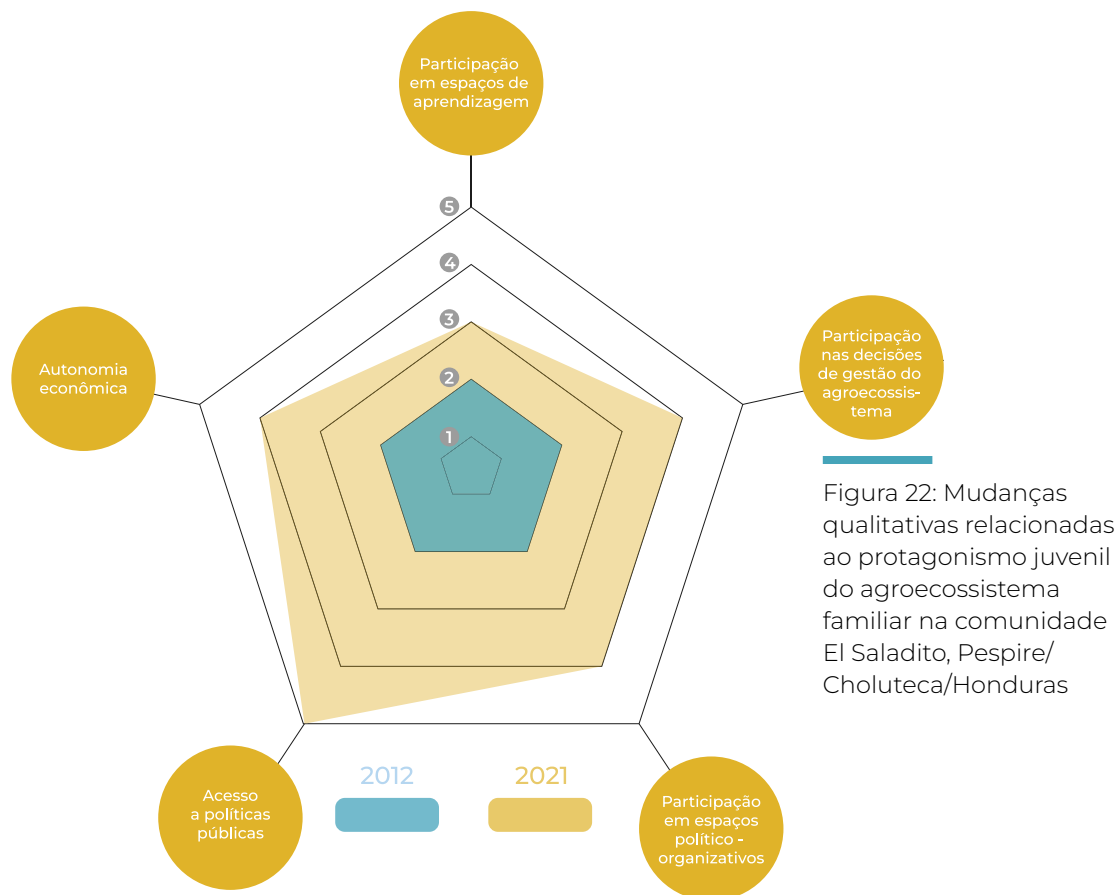 Participação
em espaços de
aprendizagem
5
4
3
2
1
Autonomia
econômica
Participação
nas decisões
de gestão do
agroecossis-
tema
Figura 22: Mudanças
qualitativas relacionadas
ao protagonismo juvenil
do agroecossistema
familiar na comunidade
El Saladito, Pespire/
Choluteca/Honduras
Acesso
a políticas
públicas
2012
2021
Participação
em espaços
político -
organizativos